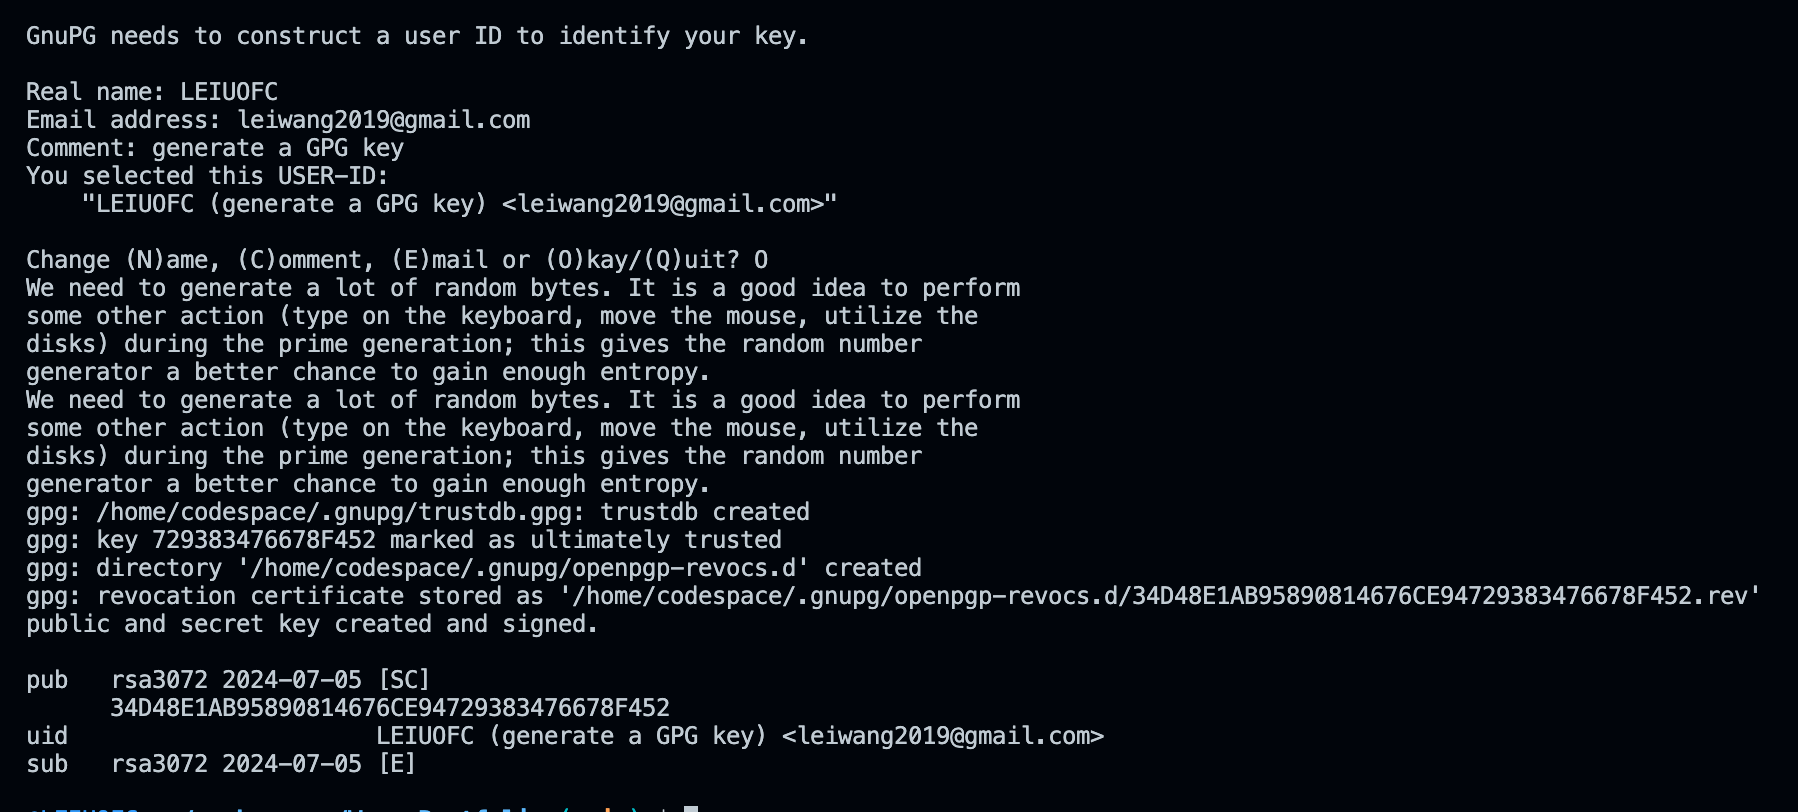 GnuPG needs to construct a user ID to identify your key.
Real name: LEIUOFC
Email address: leiwang2019@gmail.com
Comment: generate a GPG key
You selected this USER-ID:
"LEIUOFC (generate a GPG key) <leiwang2019@gmail.com>"
Change (N)ame, (C)omment, (E)mail or (O)kay/(Q)uit? O
We need to generate a lot of random bytes. It is a good idea to perform
some other action (type on the keyboard, move the mouse, utilize the
disks) during the prime generation; this gives the random number
generator a better chance to gain enough entropy.
We need to generate a lot of random bytes. It is a good idea to perform
some other action (type on the keyboard, move the mouse, utilize the
disks) during the prime generation; this gives the random number
generator a better chance to gain enough entropy.
gpg: /home/codespace/.gnupg/trustdb.gpg: trustdb created
gpg: key 729383476678F452 marked as ultimately trusted
gpg: directory '/home/codespace/.gnupg/openpgp-revocs.d' created
gpg: revocation certificate stored as '/home/codespace/.gnupg/openpgp-revocs.d/34D48E1AB95890814676CE94729383476678F452.rev'
public and secret key created and signed.
pub   rsa3072 2024-07-05 [SC]
34D48E1AB95890814676CE94729383476678F452
uid                   LEIUOFC (generate a GPG key) <leiwang2019@gmail.com>
sub   rsa3072 2024-07-05 [E]